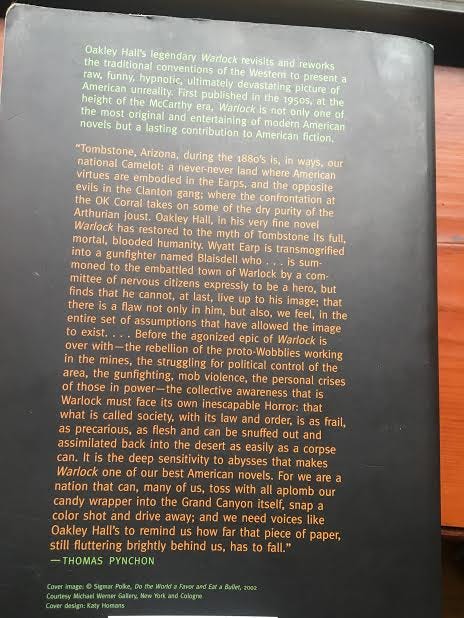 Oakley Hall's legendary Warlock revisits and reworks
the traditional conventions of the Western to present a
raw, funny, hypnotic, ultimately devastating picture of
American unreality. First published in the 1950s, at the
height of the McCarthy era, Warlock is not only one of
the most original and entertaining of modern American
novels but a lasting contribution to American fiction.
"Tombstone, Arizona, during the 1880's is, in ways, our
national Camelot: a never-never land where American
virtues are embodied in the Earps, and the opposite
evils in the Clanton gang; where the confrontation at
the OK Corral takes on some of the dry purity of the
Arthurian joust. Oakley Hall, in his very fine novel
Warlock has restored to the myth of Tombstone its full,
mortal, blooded humanity. Wyatt Earp is transmogrified
into a gunfighter named Blaisdell who . . . is sum-
moned to the embattled town of Warlock by a com-
mittee of nervous citizens expressly to be a hero, but
finds that he cannot, at last, live up to his image; that
there is a flaw not only in him, but also, we feel, in the
entire set of assumptions that have allowed the image
to exist. . . . Before the agonized epic of Warlock is
over with—the rebellion of the proto-Wobblies working
in the mines, the struggling for political control of the
area, the gunfighting, mob violence, the personal crises
of those in power—the collective awareness that is
Warlock must face its own inescapable Horror: that
what is called society, with its law and order, is as frail,
as precarious, as flesh and can be snuffed out and
assimilated back into the desert as easily as a corpse
can. It is the deep sensitivity to abysses that makes
Warlock one of our best American novels. For we are a
nation that can, many of us, toss with all aplomb our
candy wrapper into the Grand Canyon itself, snap a
color shot and drive away; and we need voices like
Oakley Hall's to remind us how far that piece of paper,
still fluttering brightly behind us, has to fall."
—THOMAS PYNCHON
Cover image: © Sigmar Polke, Do the World a Favor and Eat a Bullet, 2002
Courtesy Michael Werner Gallery, New York and Cologne
Cover design: Katy Homans